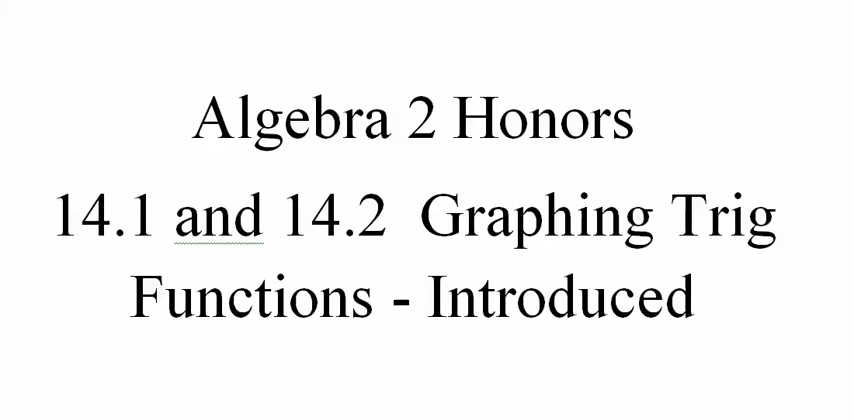 Algebra 2 Honors
14.1 and 14.2  Graphing Trig
Functions - Introduced